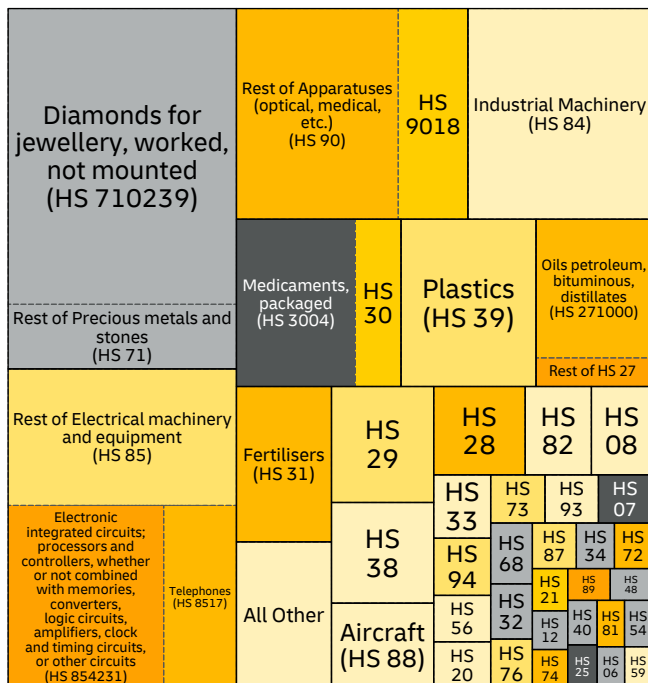 Diamonds for
jewellery, worked,
not mounted
(HS 710239)
Rest of Precious metals and
stones
(HS 71)
Rest of Electrical machinery
and equipment
(HS 85)
Electronic
integrated circuits;
processors and
controllers, whether
or not combined
with memories,
converters,
logic circuits,
amplifiers, clock
and timing circuits,
or other circuits
(HS 854231)
Telephones
(HS 8517)
Rest of Apparatuses
(optical, medical,
etc.)
(HS 90)
HS
9018
Industrial Machinery
(HS 84)
Medicaments,
packaged
(HS 3004)
HS
30
Plastics
(HS 39)
Oils petroleum,
bituminous,
distillates
(HS 271000)
Rest of HS 27
Fertilisers
(HS 31)
All Other
HS
29
HS
38
Aircraft
(HS 88)
HS
28
HS
82
HS
08
HS
33
HS
73
HS
93
HS
07
HS
94
HS
68
HS
87
HS
34
HS
72
HS
21
HS
89
HS
48
HS
56
HS
32
HS
12
HS
40
HS
81
HS
54
HS
20
HS
76
HS
74
HS
25
HS
06
HS
59